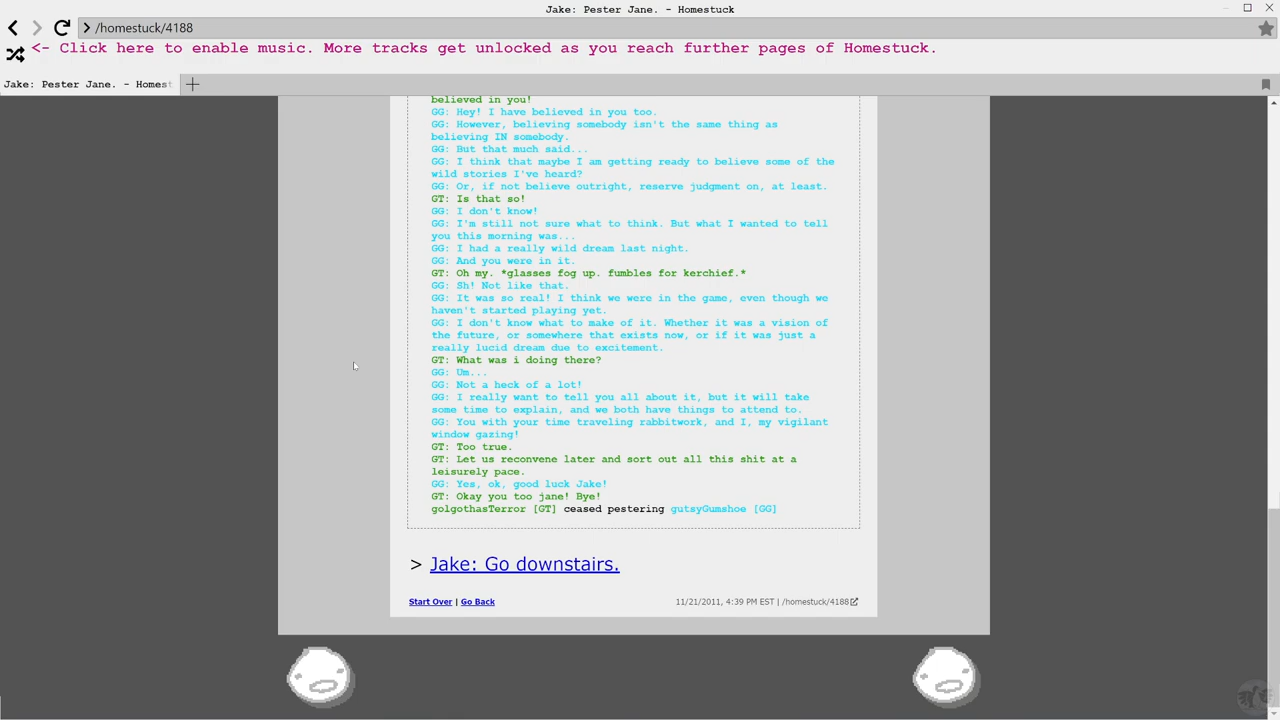 Jake: Pester Jane. - Homestuck
/homestuck/4188
<- Click here to enable music. More tracks get unlocked as you reach further pages of Homestuck.
Jake: Pester Jane. - Homest
believed in you!
GG: Hey! I have believed in you too.
GG: However, believing somebody isn't the same thing as
believing IN somebody.
GG: But that much said...
GG: I think that maybe I am getting ready to believe some of the
wild stories I've heard?
GG: Or, if not believe outright, reserve judgment on, at least.
GT: Is that so!
GG: I don't know!
GG: I'm still not sure what to think. But what I wanted to tell
you this morning was...
GG: I had a really wild dream last night.
GG: And you were in it.
GT: Oh my. *glasses fog up. fumbles for kerchief.*
GG: Sh! Not like that.
GG: It was so real! I think we were in the game, even though we
haven't started playing yet.
GG: I don't know what to make of it. Whether it was a vision of
the future, or somewhere that exists now, or if it was just a
really lucid dream due to excitement.
GT: What was i doing there?
GG: Um...
GG: Not a heck of a lot!
GG: I really want to tell you all about it, but it will take
some time to explain, and we both have things to attend to.
GG: You with your time traveling rabbitwork, and I, my vigilant
window gazing!
GT: Too true.
GT: Let us reconvene later and sort out all this shit at a
leisurely pace.
GG: Yes, ok, good luck Jake!
GT: Okay you too jane! Bye!
golgothasTerror [GT] ceased pestering gutsyGumshoe [GG]
> Jake: Go downstairs.
Start Over | Go Back
11/21/2011, 4:39 PM EST | /homestuck/4188